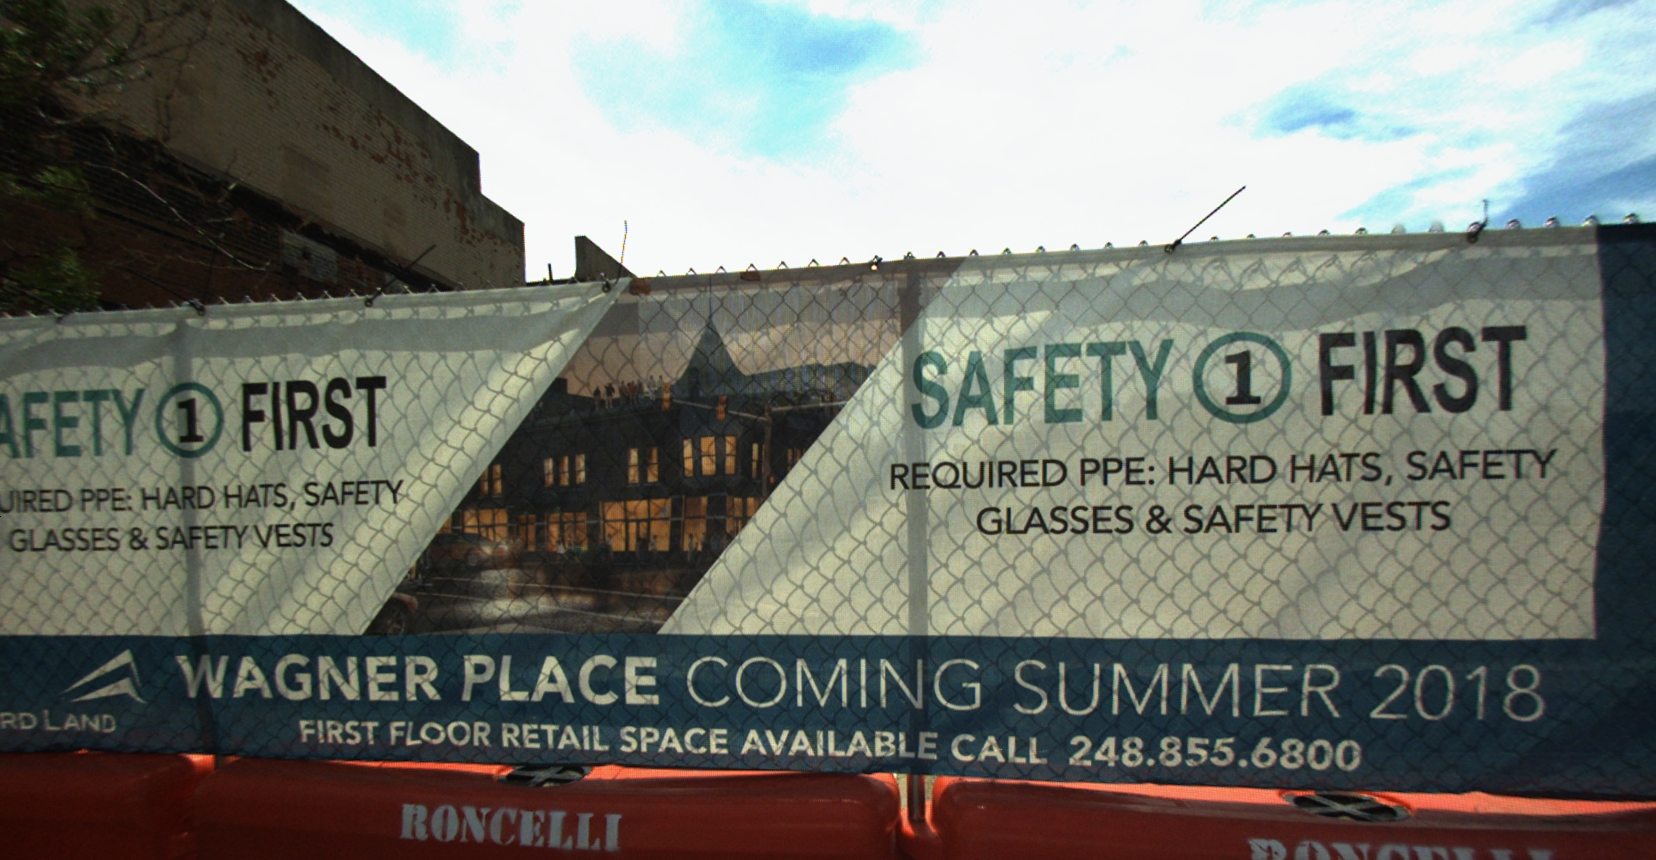 AFETY 1 FIRST
UIRED PPE: HARD HATS, SAFETY
GLASSES & SAFETY VESTS
SAFETY 1 FIRST
REQUIRED PPE: HARD HATS, SAFETY
GLASSES & SAFETY VESTS
RD LAND
WAGNER PLACE COMING SUMMER 2018
FIRST FLOOR RETAIL SPACE AVAILABLE CALL 248.855.6800
RONCELLI
RONCELLI